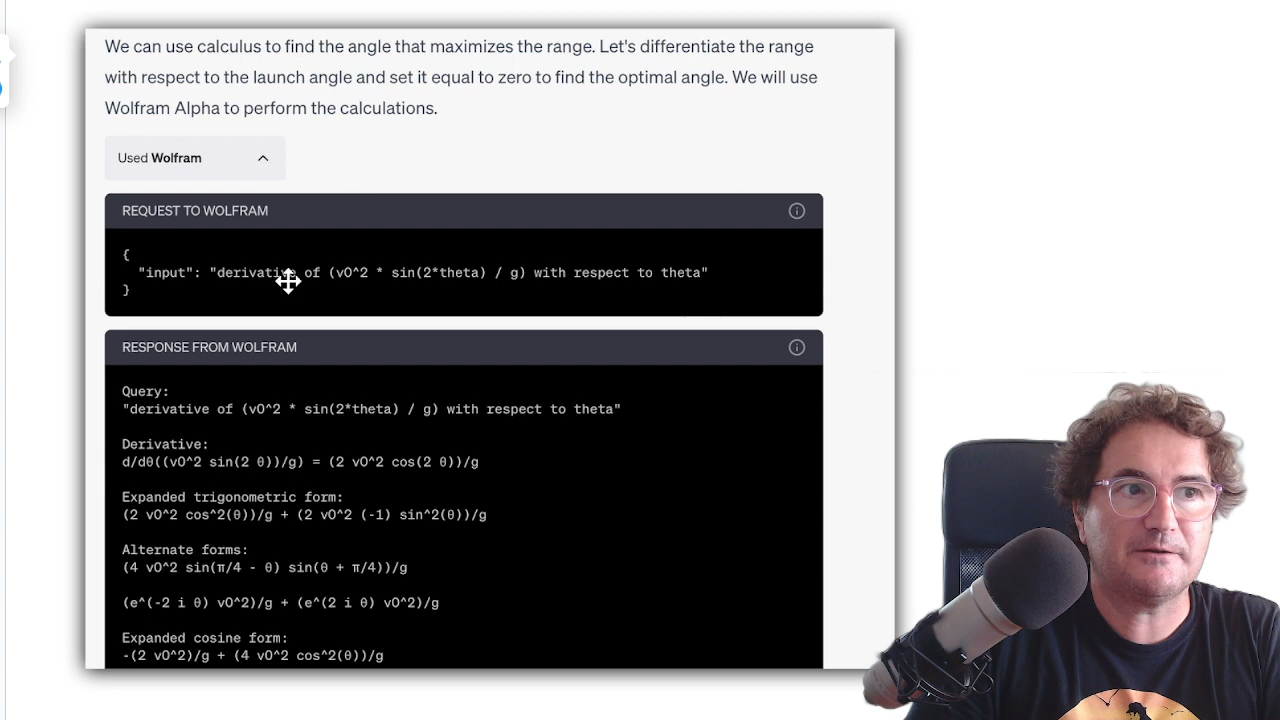 We can use calculus to find the angle that maximizes the range. Let's differentiate the range
with respect to the launch angle and set it equal to zero to find the optimal angle. We will use
Wolfram Alpha to perform the calculations.
Used Wolfram
REQUEST TO WOLFRAM
{
"input": "derivative of (v0^2 * sin(2*theta) / g) with respect to theta"
}
RESPONSE FROM WOLFRAM
Query:
"derivative of (v0^2 * sin(2*theta) / g) with respect to theta"
Derivative:
d/dθ((v0^2 sin(2 θ))/g) = (2 v0^2 cos(2 θ))/g
Expanded trigonometric form:
(2 v0^2 cos^2(θ))/g + (2 v0^2 (-1) sin^2(θ))/g
Alternate forms:
(4 v0^2 sin(π/4 - θ) sin(θ + π/4))/g
(e^(-2 i θ) v0^2)/g + (e^(2 i θ) v0^2)/g
Expanded cosine form:
-(2 v0^2)/g + (4 v0^2 cos^2(θ))/g